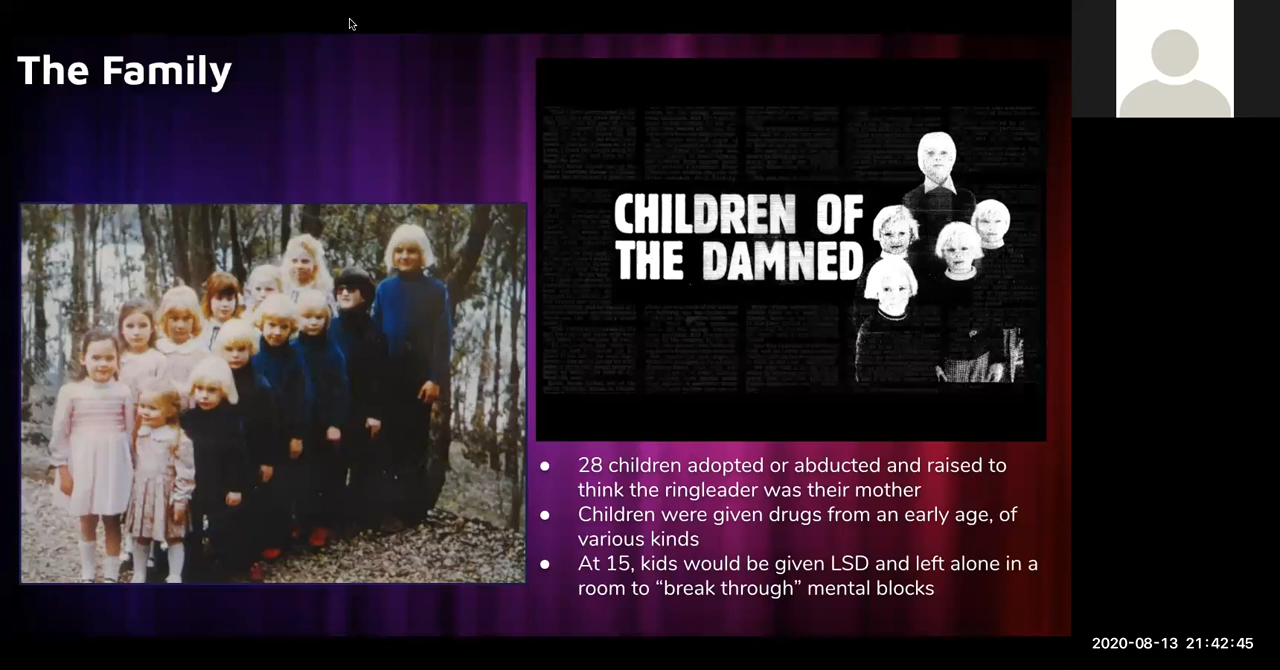 The Family
CHILDREN OF
THE DAMNED
● 28 children adopted or abducted and raised to
think the ringleader was their mother
● Children were given drugs from an early age, of
various kinds
● At 15, kids would be given LSD and left alone in a
room to “break through” mental blocks
2020-08-13 21:42:45